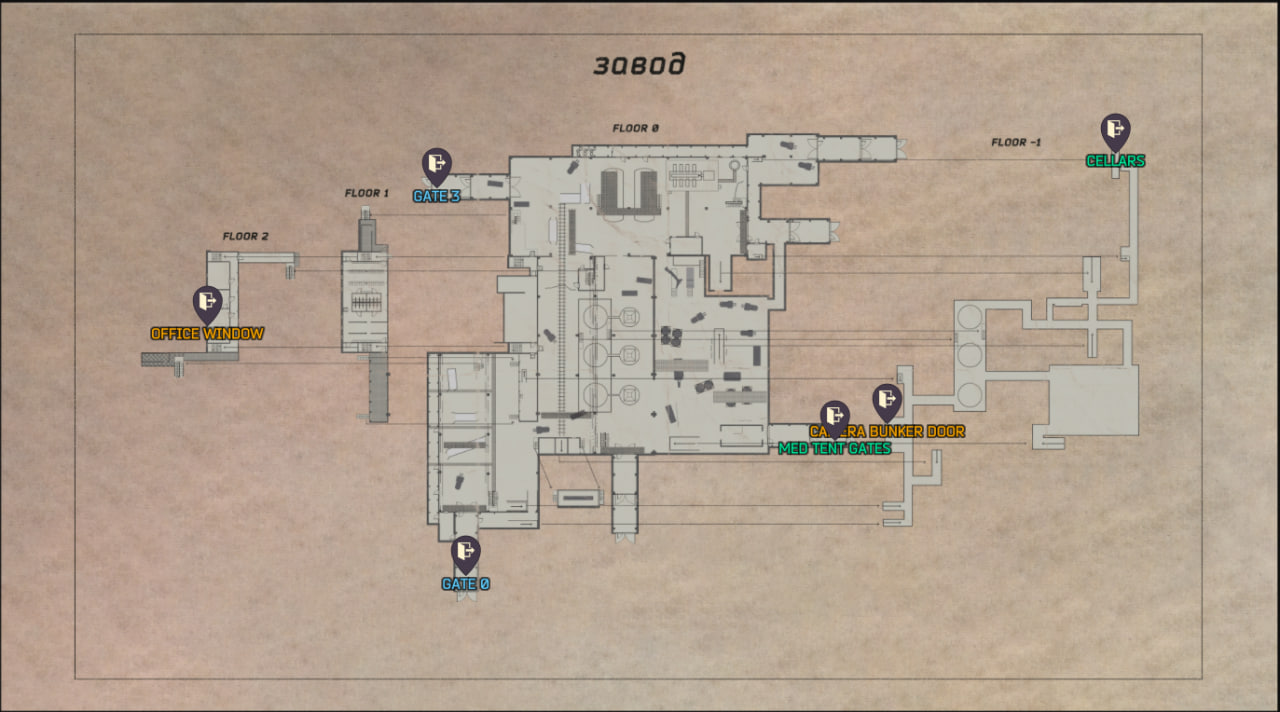 завод
FLOOR 0
FLOOR -1
CELLARS
GATE 3
FLOOR 1
FLOOR 2
OFFICE WINDOW
CAMERA BUNKER DOOR
MED TENT GATES
GATE 0